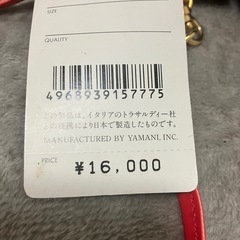 SIZE
QUALITY
4968939157775
この製品は、イタリアのトラサルディー社
との提携により日本で製造したものです。
MANUFACTURED BY YAMANI, INC.
PRICE
¥16,000